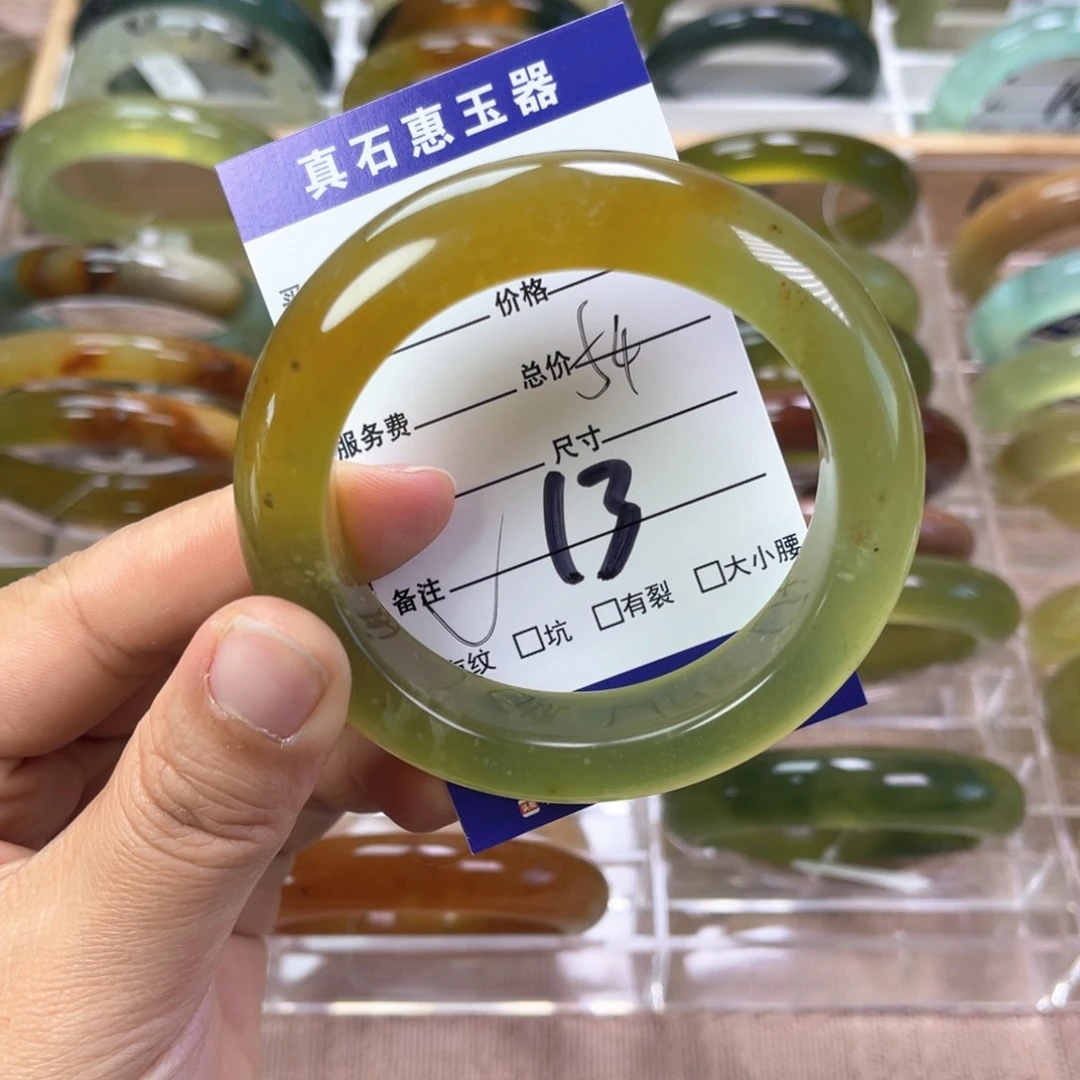 真石惠玉器
价格
总价 54
服务费
尺寸
13
备注
纹 □坑 □有裂 □大小腰